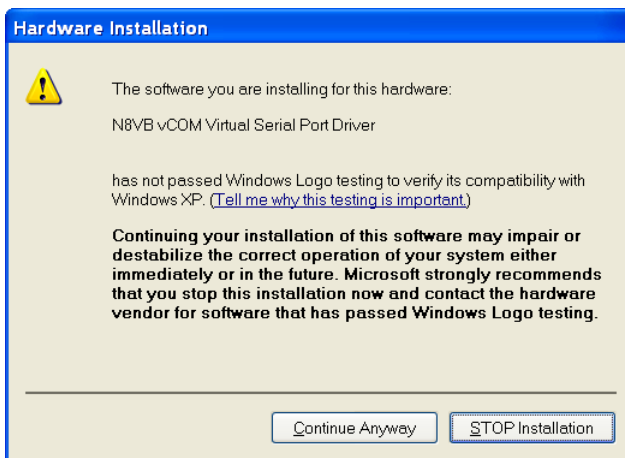 Hardware Installation
The software you are installing for this hardware:
N8VB vCOM Virtual Serial Port Driver
has not passed Windows Logo testing to verify its compatibility with
Windows XP. (Tell me why this testing is important.)
Continuing your installation of this software may impair or
destabilize the correct operation of your system either
immediately or in the future. Microsoft strongly recommends
that you stop this installation now and contact the hardware
vendor for software that has passed Windows Logo testing.
Continue Anyway STOP Installation